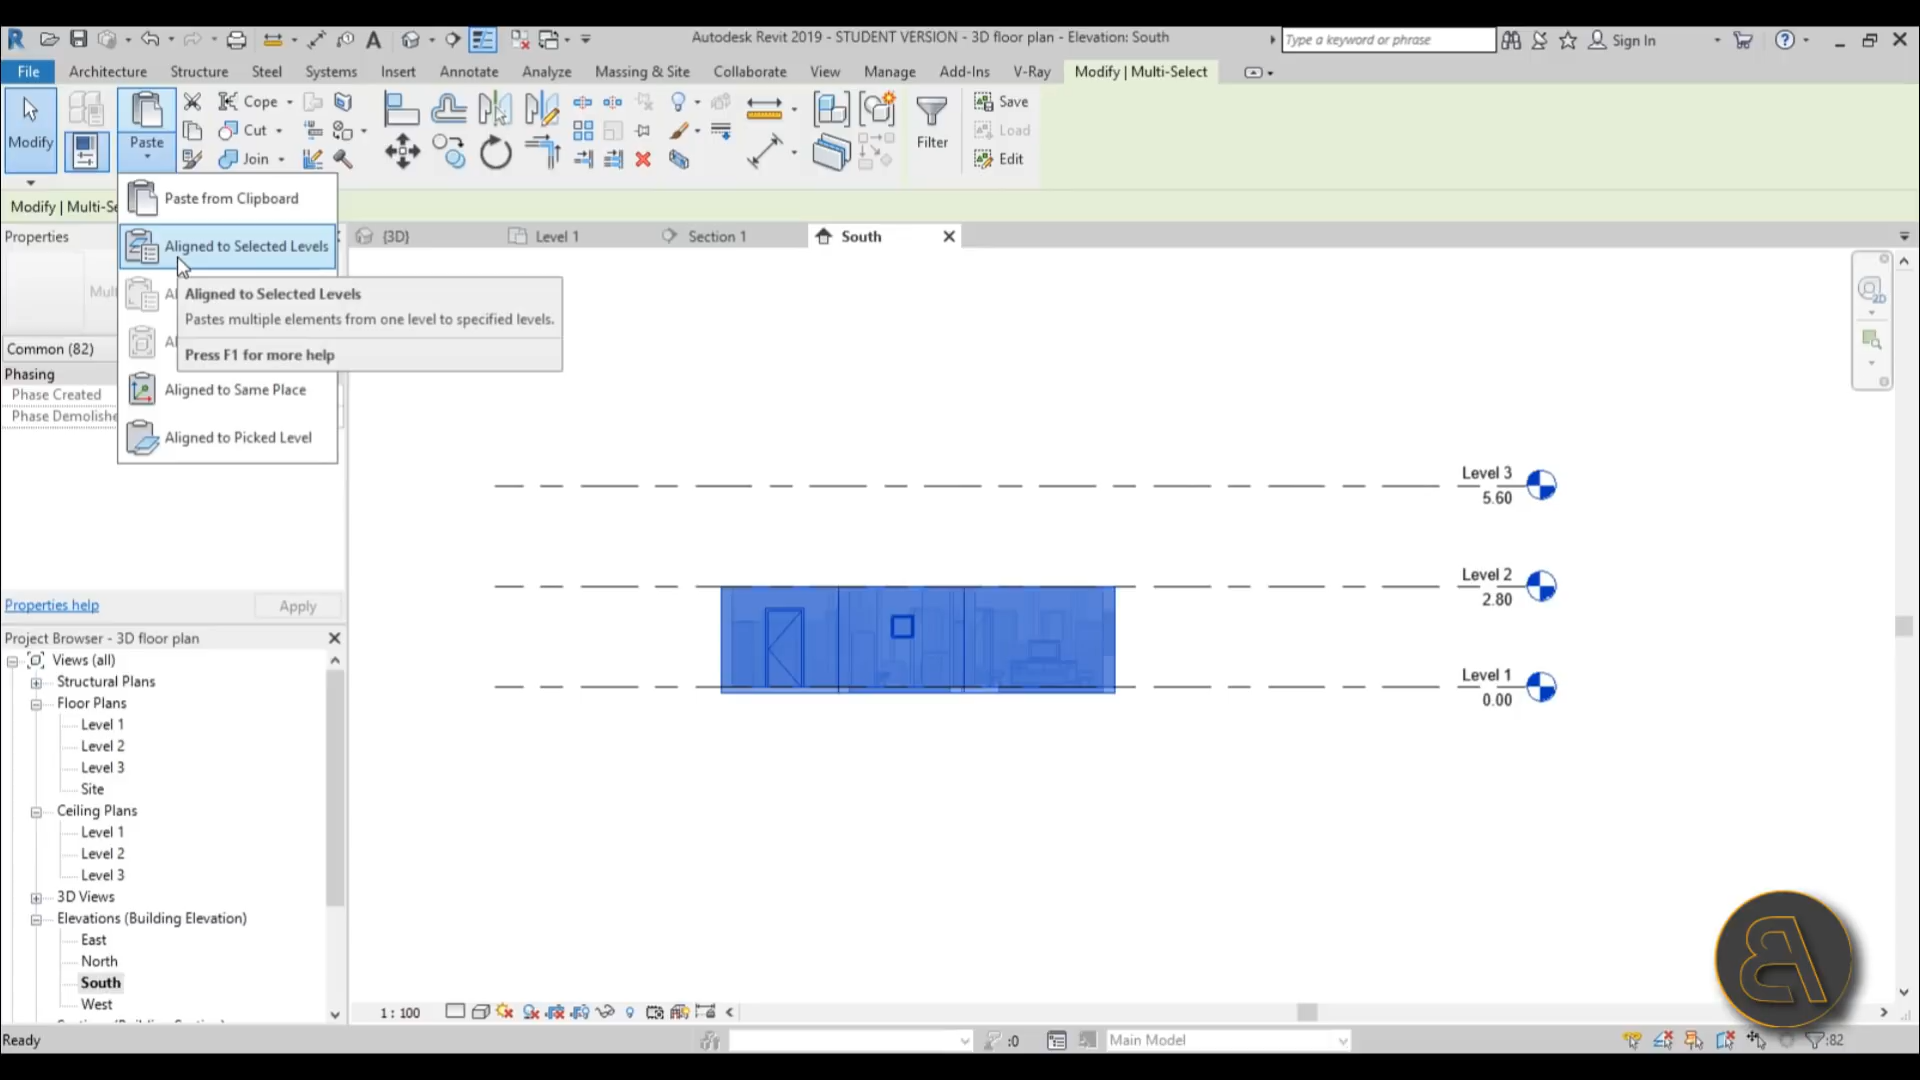 Autodesk Revit 2019 - STUDENT VERSION - 3D floor plan - Elevation: South
Type a keyword or phrase
Sign In
File Architecture Structure Steel Systems Insert Annotate Analyze Massing & Site Collaborate View Manage Add-Ins V-Ray Modify | Multi-Select
Modify
Paste
Cope
Cut
Join
Filter
Save
Load
Edit
Modify | Multi-Se
Paste from Clipboard
Aligned to Selected Levels
Al
Al
Aligned to Same Place
Aligned to Picked Level
Aligned to Selected Levels
Pastes multiple elements from one level to specified levels.
Press F1 for more help
Properties
Mult
Common (82)
Phasing
Phase Created
Phase Demolishe
Properties help
Apply
{3D}
Level 1
Section 1
South
2D
Level 3
5.60
Level 2
2.80
Level 1
0.00
Project Browser - 3D floor plan
Views (all)
Structural Plans
Floor Plans
Level 1
Level 2
Level 3
Site
Ceiling Plans
Level 1
Level 2
Level 3
3D Views
Elevations (Building Elevation)
East
North
South
West
1 : 100
Ready
:0
Main Model
:82